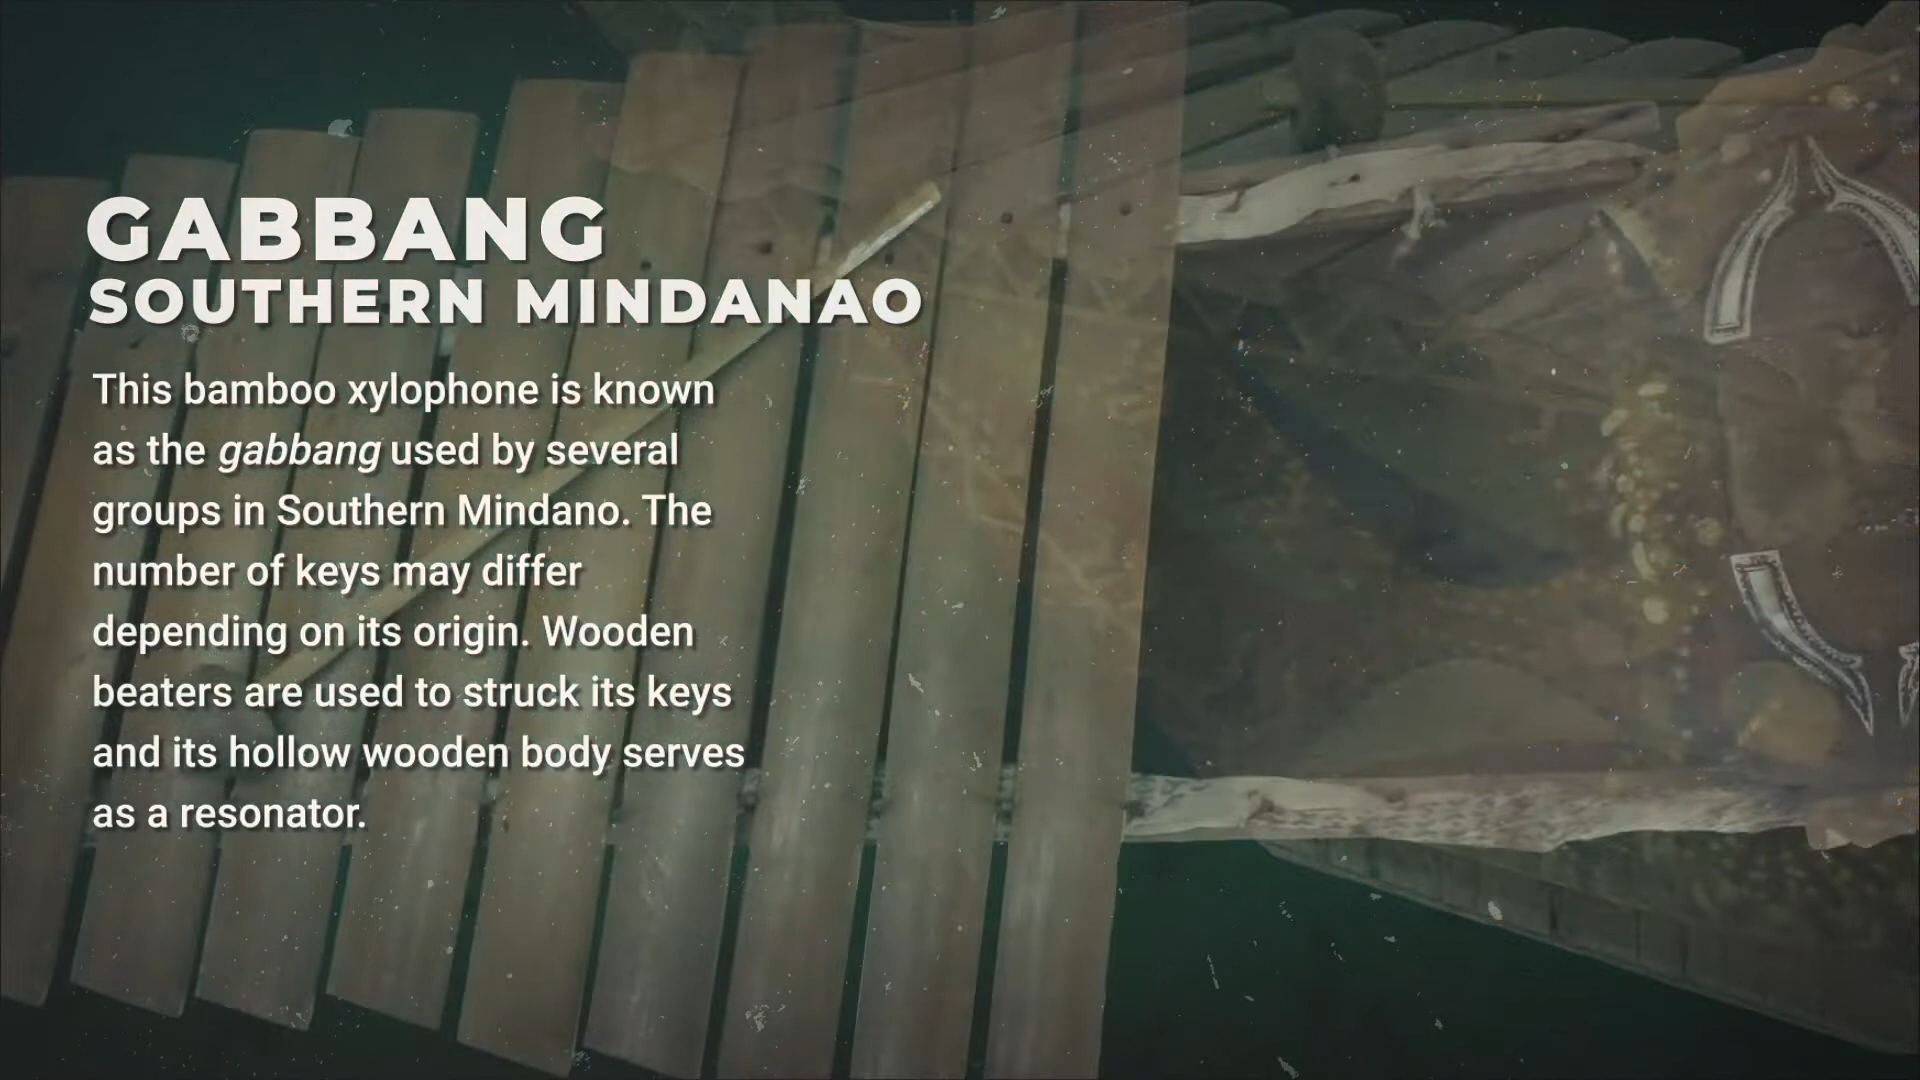 GABBANG
SOUTHERN MINDANAO
This bamboo xylophone is known
as the gabbang used by several
groups in Southern Mindano. The
number of keys may differ
depending on its origin. Wooden
beaters are used to struck its keys
and its hollow wooden body serves
as a resonator.